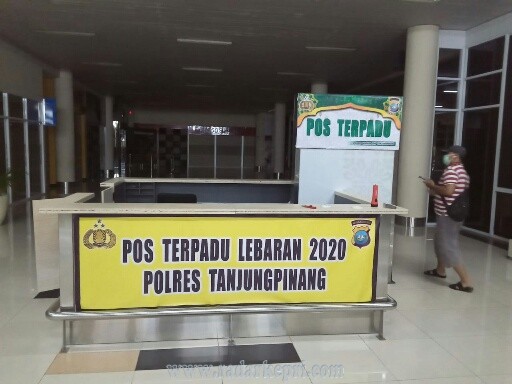 POS TERPADU
POS TERPADU LEBARAN 2020
POLRES TANJUNGPINANG